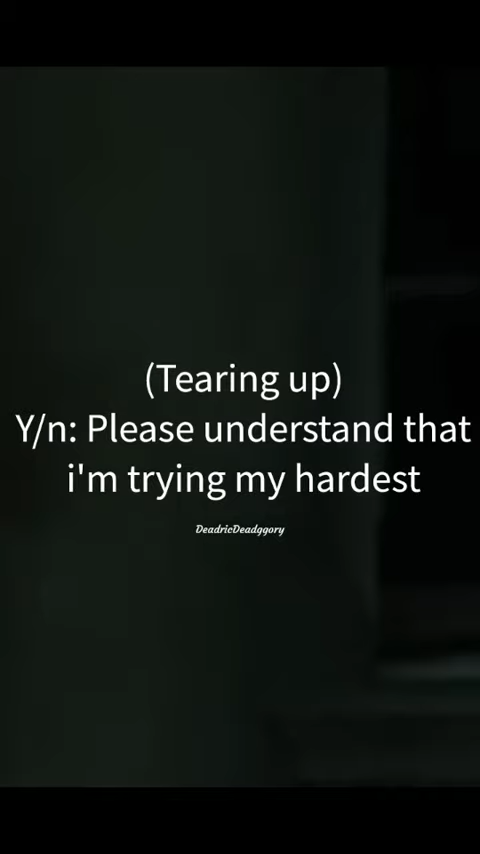 (Tearing up)
Y/n: Please understand that
i'm trying my hardest
DeadricDeadggory